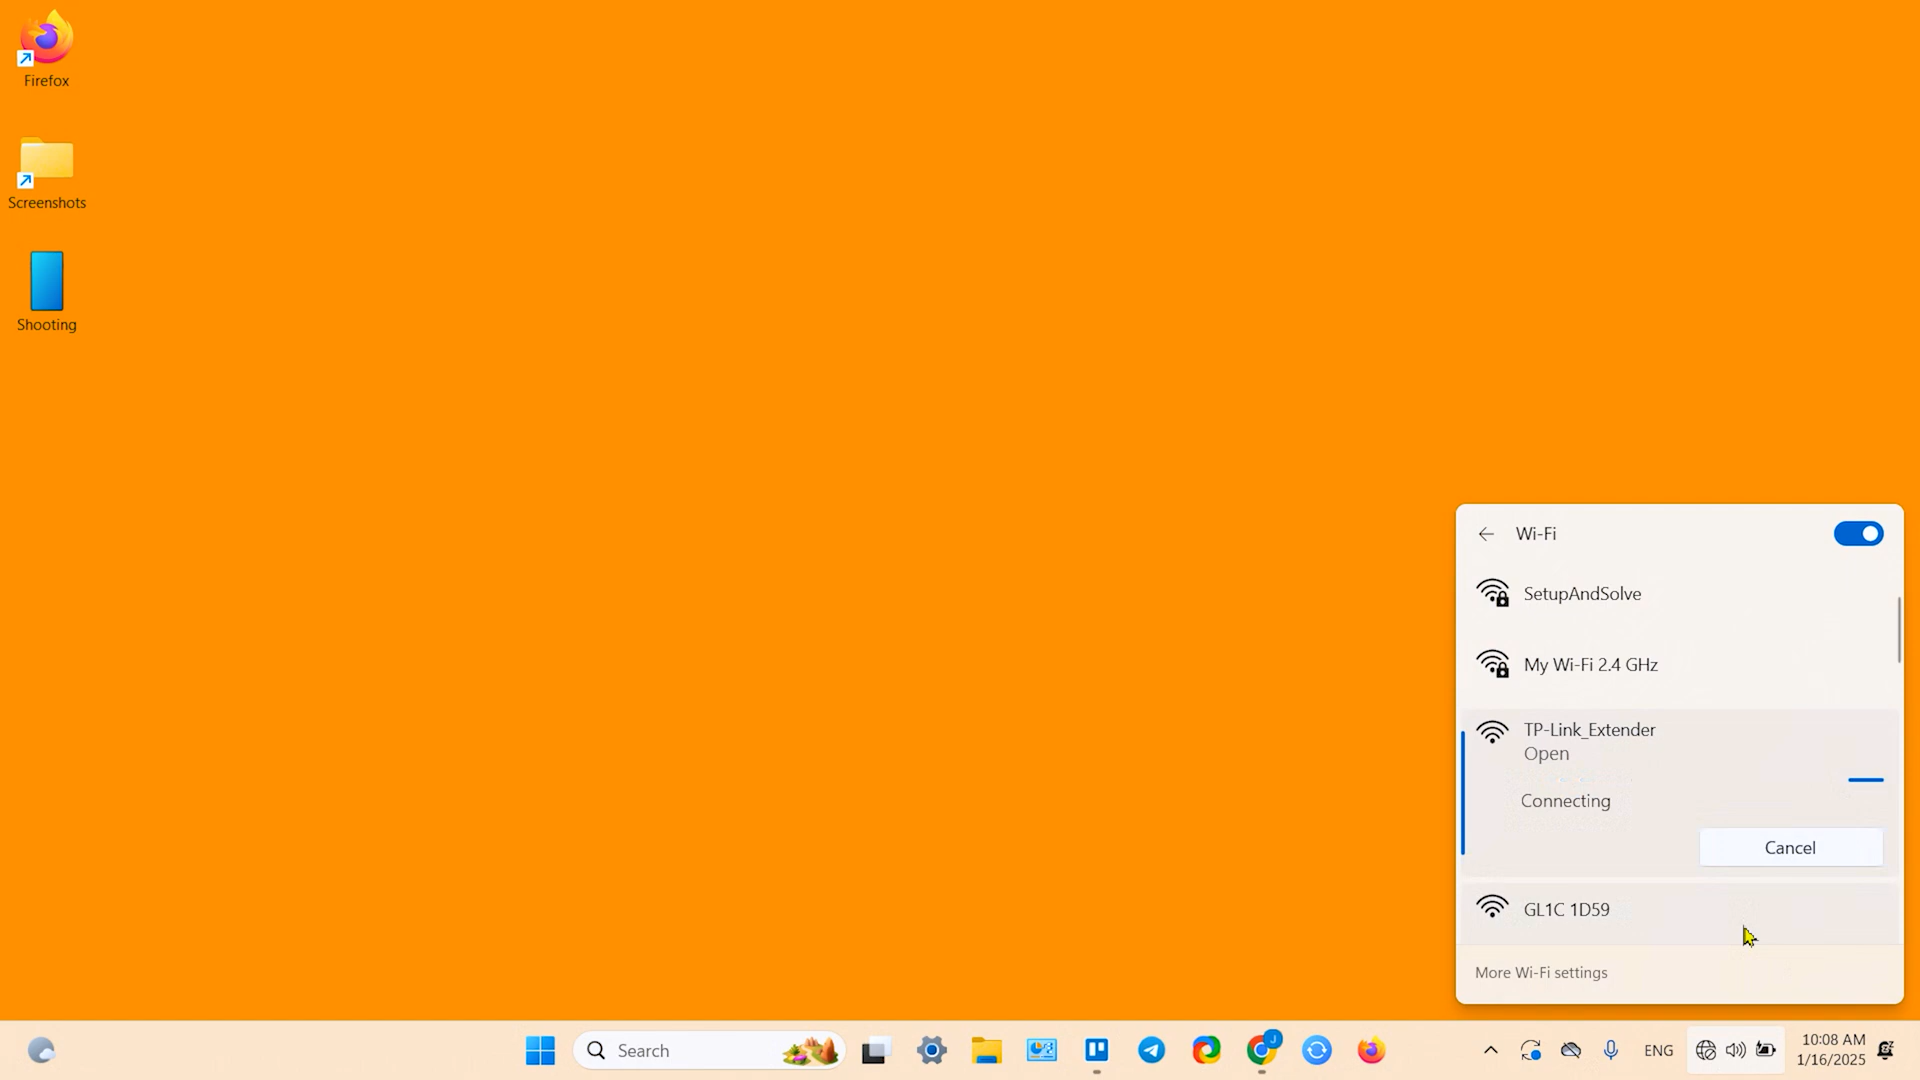 Firefox
Screenshots
Shooting
Wi-Fi
SetupAndSolve
My Wi-Fi 2.4 GHz
TP-Link_Extender
Open
Connecting
Cancel
GL1C 1D59
More Wi-Fi settings
Search
J
ENG
10:08 AM
1/16/2025